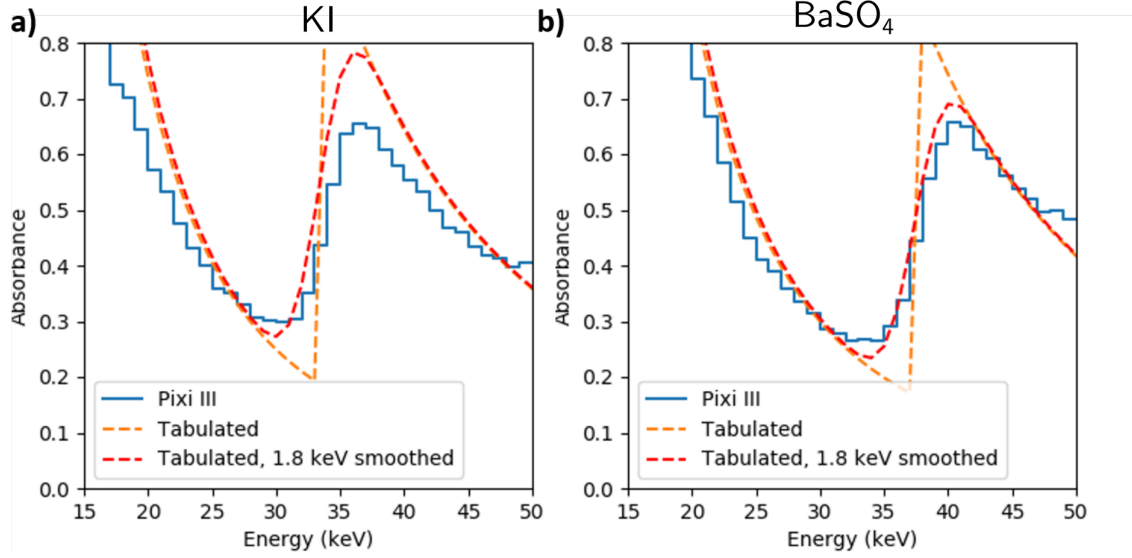 a) KI
0.8
0.7
0.6
0.5
0.4
0.3
0.2
0.1
0.0
Absorbance
Pixi III
Tabulated
Tabulated, 1.8 keV smoothed
15 20 25 30 35 40 45 50
Energy (keV)
b) BaSO₄
0.8
0.7
0.6
0.5
0.4
0.3
0.2
0.1
0.0
Absorbance
Pixi III
Tabulated
Tabulated, 1.8 keV smoothed
15 20 25 30 35 40 45 50
Energy (keV)